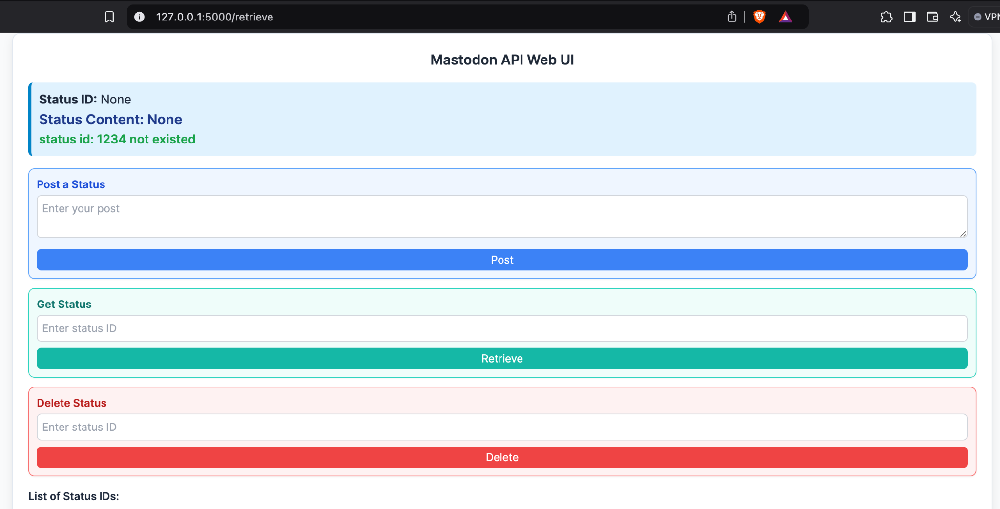 127.0.0.1:5000/retrieve
VPN
Mastodon API Web UI
Status ID: None
Status Content: None
status id: 1234 not existed
Post a Status
Enter your post
Post
Get Status
Enter status ID
Retrieve
Delete Status
Enter status ID
Delete
List of Status IDs: